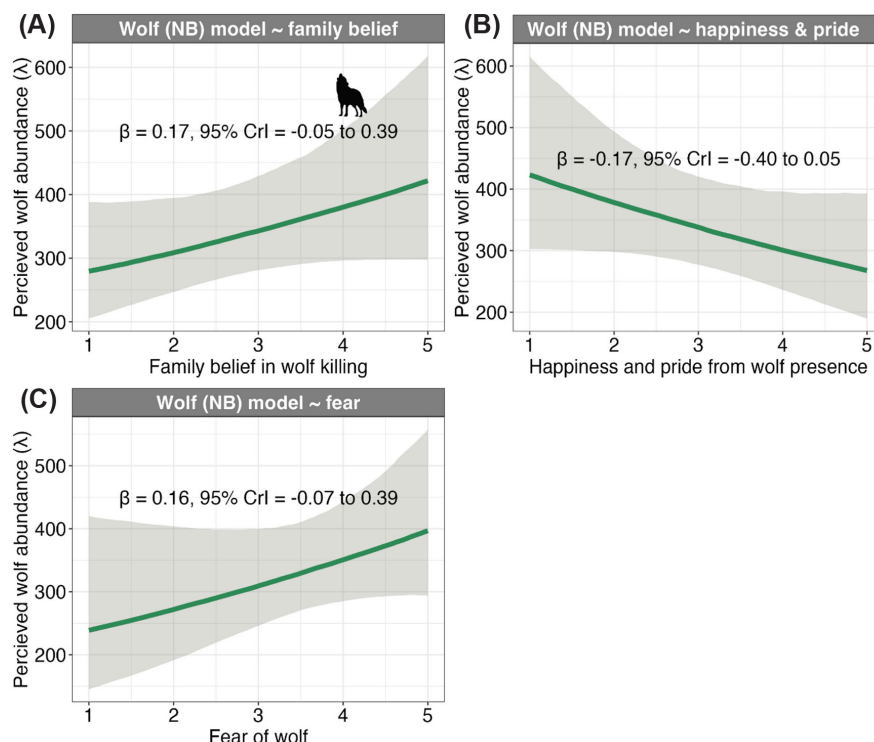 (A)
Wolf (NB) model ~ family belief
Percieved wolf abundance (λ)
600
500
400
300
200
β = 0.17, 95% CrI = -0.05 to 0.39
1 2 3 4 5
Family belief in wolf killing
(B)
Wolf (NB) model ~ happiness & pride
Percieved wolf abundance (λ)
600
500
400
300
200
β = -0.17, 95% CrI = -0.40 to 0.05
1 2 3 4 5
Happiness and pride from wolf presence
(C)
Wolf (NB) model ~ fear
Percieved wolf abundance (λ)
500
400
300
200
β = 0.16, 95% CrI = -0.07 to 0.39
1 2 3 4 5
Fear of wolf